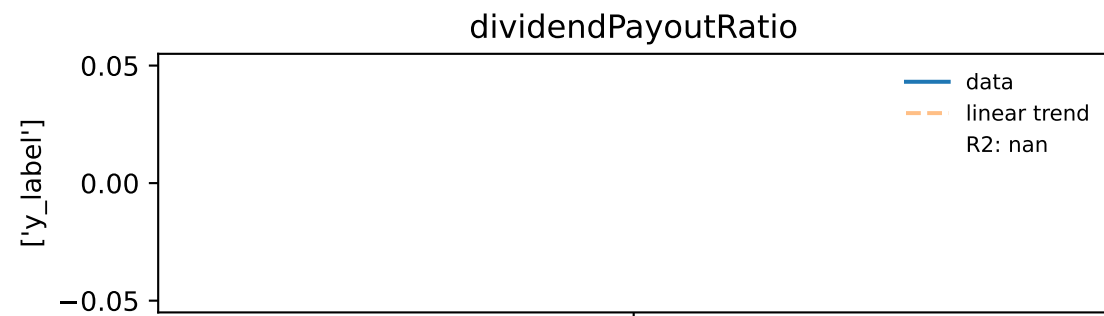 dividendPayoutRatio
0.05
0.00
−0.05
['y_label']
data
linear trend
R2: nan